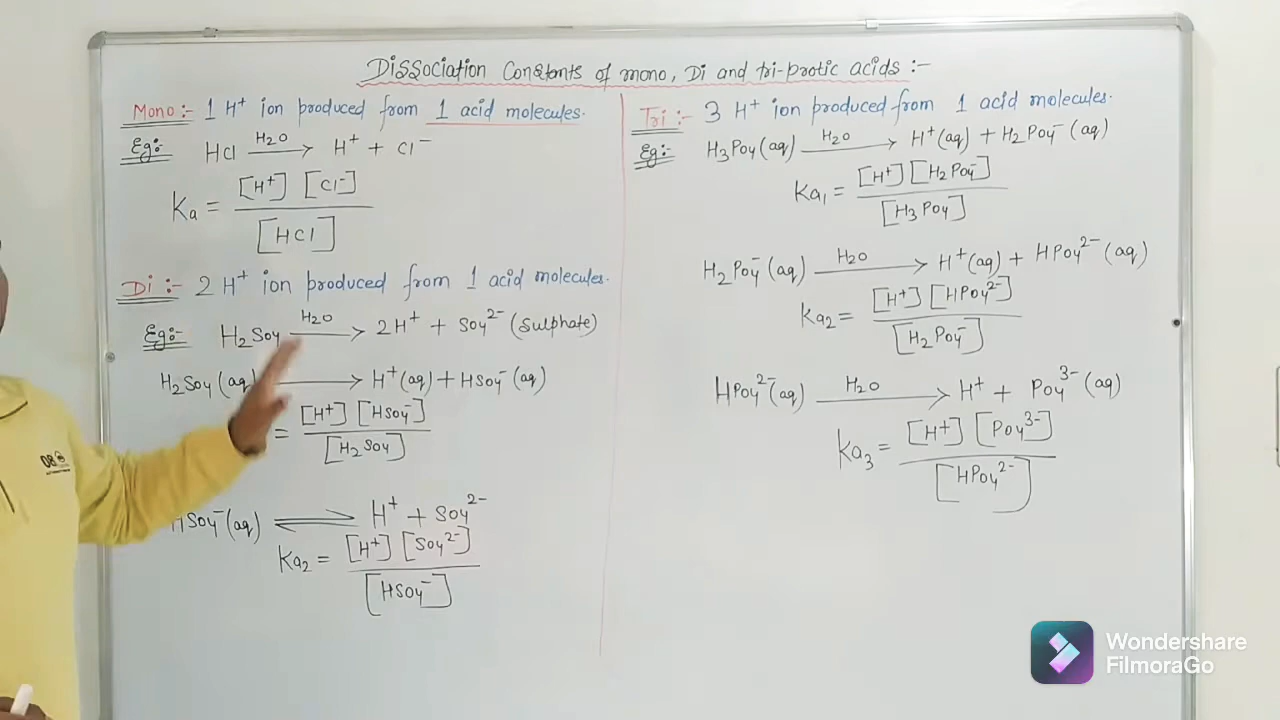 Dissociation Constents of mono, Di and tri-protic acids :-
Mono:- 1 H⁺ ion produced from 1 acid molecules.
Eg:- HCl H₂O → H⁺ + Cl⁻
Ka = [H⁺] [Cl⁻]
[HCl]
Di :- 2 H⁺ ion produced from 1 acid molecules.
Eg:- H₂SO₄ H₂O → 2H⁺ + SO₄²⁻ (Sulphate)
H₂SO₄ (aq) → H⁺(aq) + HSO₄⁻ (aq)
= [H⁺] [HSO₄⁻]
[H₂SO₄]
HSO₄⁻(aq) ⇌ H⁺ + SO₄²⁻
Ka₂ = [H⁺] [SO₄²⁻]
[HSO₄⁻]
Tri :- 3 H⁺ ion produced from 1 acid molecules.
Eg:- H₃PO₄(aq) H₂O → H⁺(aq) + H₂PO₄⁻ (aq)
Ka₁ = [H⁺] [H₂PO₄⁻]
[H₃PO₄]
H₂PO₄⁻(aq) H₂O → H⁺(aq) + HPO₄²⁻ (aq)
Ka₂ = [H⁺] [HPO₄²⁻]
[H₂PO₄⁻]
HPO₄²⁻(aq) H₂O → H⁺ + PO₄³⁻ (aq)
Ka₃ = [H⁺] [PO₄³⁻]
[HPO₄²⁻]
08
Wondershare
FilmoraGo